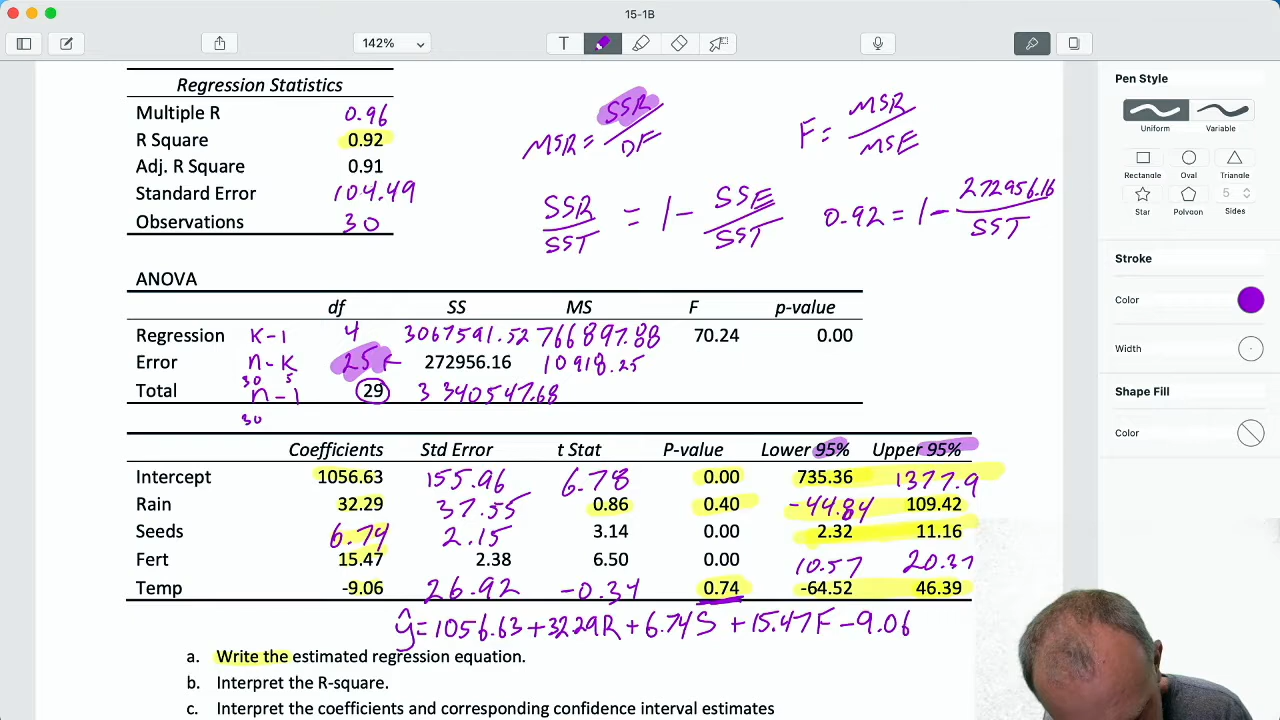 15-1B
142%
T
Regression Statistics
Multiple R 0.96
R Square 0.92
Adj. R Square 0.91
Standard Error 104.49
Observations 30
MSR = SSR / DF
F = MSR / MSE
SSR / SST = 1 - SSE / SST
0.92 = 1 - 272956.16 / SST
ANOVA
df SS MS F p-value
Regression K-1 4 3067591.52 766897.88 70.24 0.00
Error n-K 25 272956.16 10918.25
30 5
Total n-1 29 3340547.68
30
Coefficients Std Error t Stat P-value Lower 95% Upper 95%
Intercept 1056.63 155.96 6.78 0.00 735.36 1377.9
Rain 32.29 37.55 0.86 0.40 -44.84 109.42
Seeds 6.74 2.15 3.14 0.00 2.32 11.16
Fert 15.47 2.38 6.50 0.00 10.57 20.37
Temp -9.06 26.92 -0.34 0.74 -64.52 46.39
ŷ = 1056.63 + 32.29R + 6.74S + 15.47F - 9.06
a. Write the estimated regression equation.
b. Interpret the R-square.
c. Interpret the coefficients and corresponding confidence interval estimates
Pen Style
Uniform Variable
Rectangle Oval Triangle
5
Star Polygon Sides
Stroke
Color
Width
Shape Fill
Color